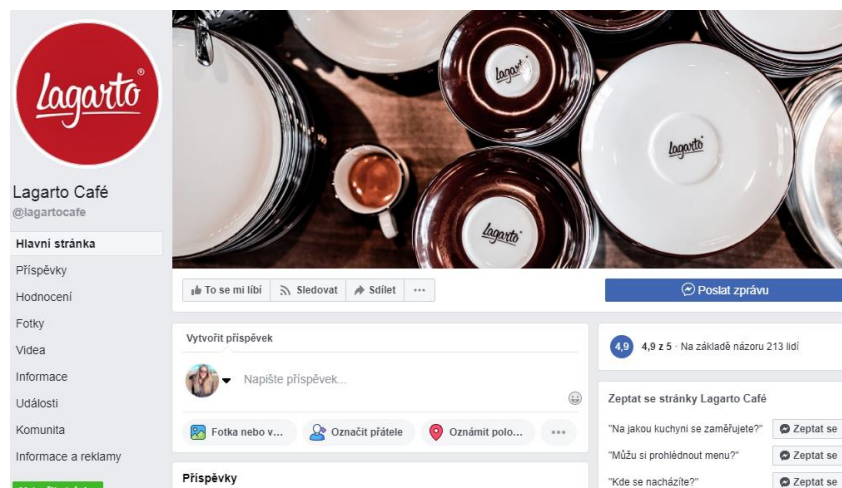 Lagarto®
Lagarto Café
@lagartocafe
Hlavní stránka
Příspěvky
Hodnocení
Fotky
Videa
Informace
Události
Komunita
Informace a reklamy
Lagarto
Lagarto
Lagarto
To se mi líbí
Sledovat
Sdílet
...
Poslat zprávu
Vytvořit příspěvek
Napište příspěvek...
Fotka nebo v...
Označit přátele
Oznámit polo...
...
Příspěvky
4,9
4,9 z 5 · Na základě názoru 213 lidí
Zeptat se stránky Lagarto Café
"Na jakou kuchyni se zaměřujete?" Zeptat se
"Můžu si prohlédnout menu?" Zeptat se
"Kde se nacházíte?" Zeptat se